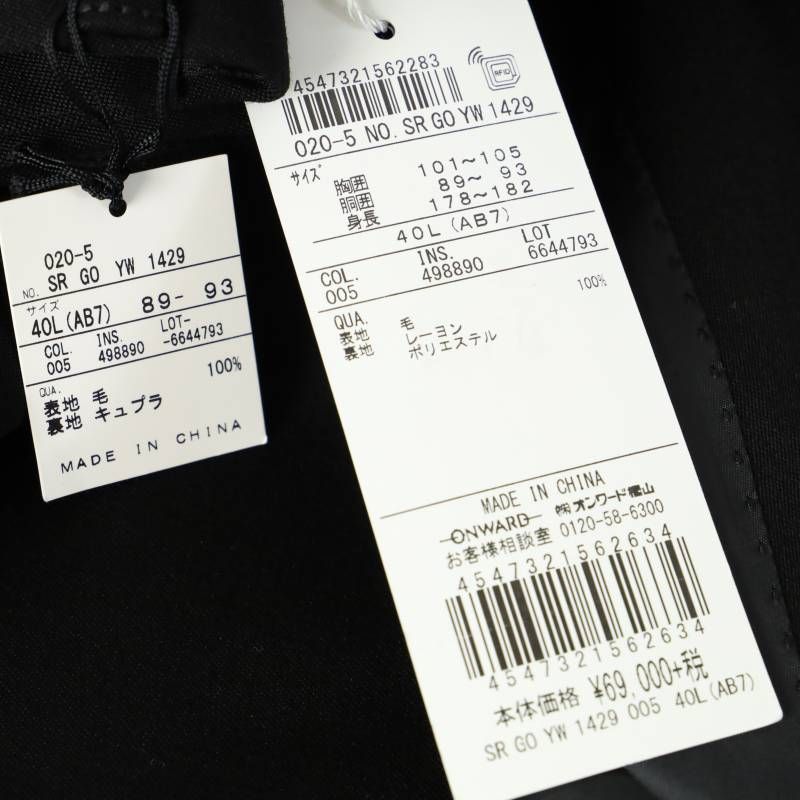 020-5
NO. SR GO YW 1429
サイズ
40L(AB7) 89- 93
COL. INS. LOT-
005 498890 -6644793
QUA. 100%
表地 毛
裏地 キュプラ
MADE IN CHINA
4547321562283
RFID
020-5 NO. SR GO YW 1429
サイズ
胸囲 101~105
胴囲 89~ 93
身長 178~182
40L(AB7)
COL. INS. LOT
005 498890 6644793
QUA. 100%
表地 毛
裏地 レーヨン
ポリエステル
MADE IN CHINA
ONWARD ㈱オンワード樫山
お客様相談室 0120-58-6300
4547321562634
4547321562634
本体価格 ¥69,000+税
SR GO YW 1429 005 40L(AB7)